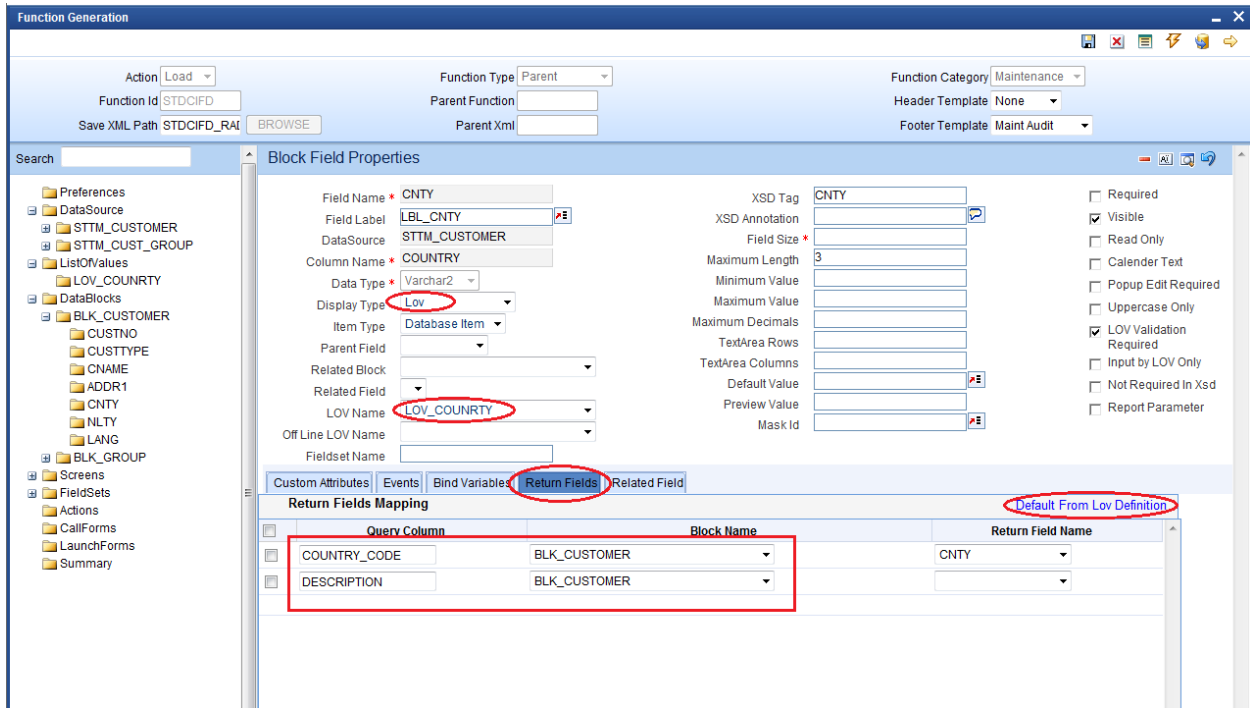 Function Generation
Action Load
Function Type Parent
Function Category Maintenance
Function Id STDCIFD
Parent Function
Header Template None
Save XML Path STDCIFD_RAD BROWSE
Parent Xml
Footer Template Maint Audit
Search
Preferences
DataSource
STTM_CUSTOMER
STTM_CUST_GROUP
ListOfValues
LOV_COUNRTY
DataBlocks
BLK_CUSTOMER
CUSTNO
CUSTTYPE
CNAME
ADDR1
CNTY
NLTY
LANG
BLK_GROUP
Screens
FieldSets
Actions
CallForms
LaunchForms
Summary
Block Field Properties
Field Name * CNTY
Field Label LBL_CNTY
DataSource STTM_CUSTOMER
Column Name * COUNTRY
Data Type * Varchar2
Display Type Lov
Item Type Database Item
Parent Field
Related Block
Related Field
LOV Name LOV_COUNRTY
Off Line LOV Name
Fieldset Name
XSD Tag CNTY
XSD Annotation
Field Size *
Maximum Length 3
Minimum Value
Maximum Value
Maximum Decimals
TextArea Rows
TextArea Columns
Default Value
Preview Value
Mask Id
Required
Visible
Read Only
Calender Text
Popup Edit Required
Uppercase Only
LOV Validation
Required
Input by LOV Only
Not Required In Xsd
Report Parameter
Custom Attributes Events Bind Variables Return Fields Related Field
Return Fields Mapping
Default From Lov Definition
Query Column Block Name Return Field Name
COUNTRY_CODE BLK_CUSTOMER CNTY
DESCRIPTION BLK_CUSTOMER